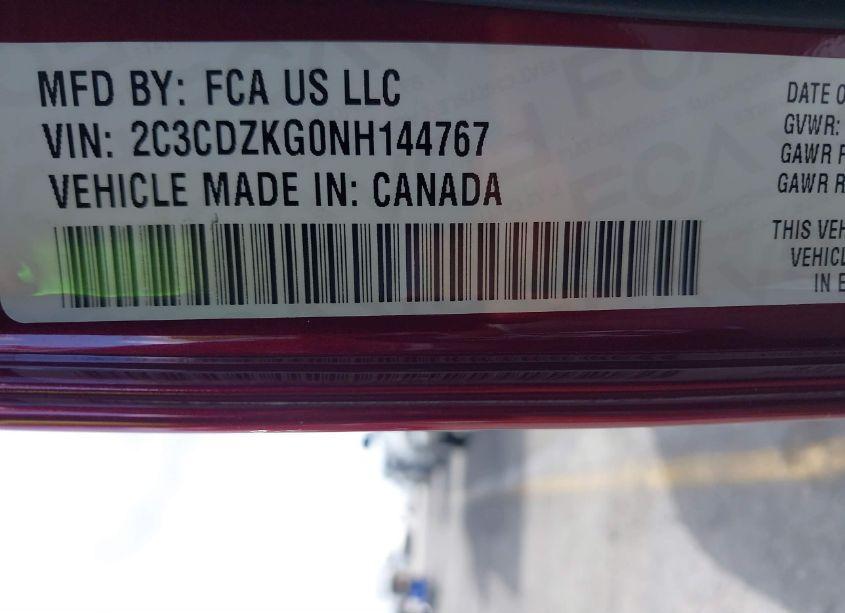 MFD BY: FCA US LLC
VIN: 2C3CDZKG0NH144767
VEHICLE MADE IN: CANADA
DATE O
GVWR:
GAWR F
GAWR R
THIS VEH
VEHICL
IN E